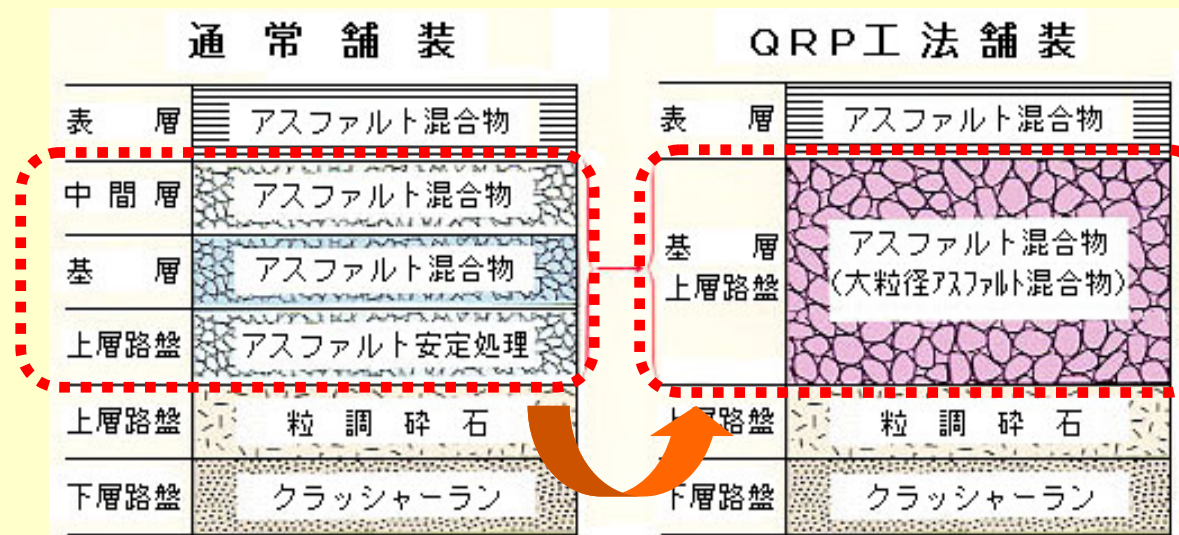 通常舗装
表層 アスファルト混合物
中間層 アスファルト混合物
基層 アスファルト混合物
上層路盤 アスファルト安定処理
上層路盤 粒調砕石
下層路盤 クラッシャーラン
QRP工法舗装
表層 アスファルト混合物
基層
上層路盤
アスファルト混合物
(大粒径アスファルト混合物)
上層路盤 粒調砕石
下層路盤 クラッシャーラン